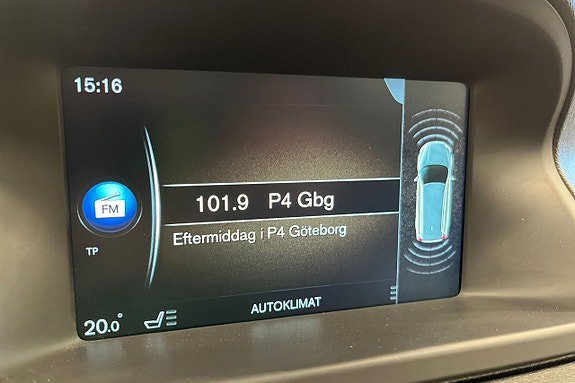 15:16
FM
TP
101.9 P4 Gbg
Eftermiddag i P4 Göteborg
20.0°
AUTOKLIMAT